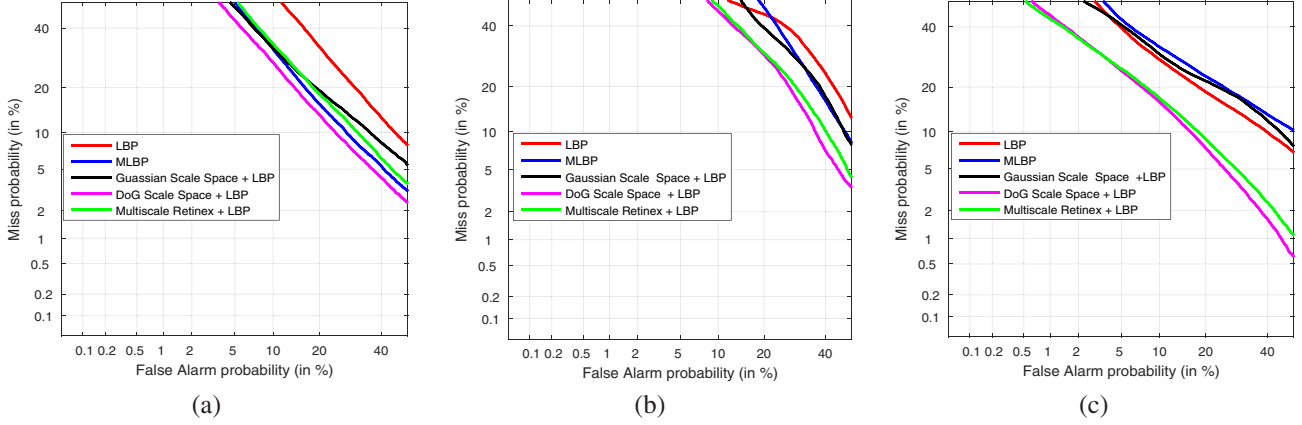 Miss probability (in %)
40
20
10
5
2
1
0.5
0.2
0.1
LBP
MLBP
Guassian Scale Space + LBP
DoG Scale Space + LBP
Multiscale Retinex + LBP
0.1 0.2 0.5 1 2 5 10 20 40
False Alarm probability (in %)
(a)
Miss probability (in %)
40
20
10
5
2
1
0.5
0.2
0.1
LBP
MLBP
Guassian Scale Space + LBP
DoG Scale Space + LBP
Multiscale Retinex + LBP
0.1 0.2 0.5 1 2 5 10 20 40
False Alarm probability (in %)
(b)
Miss probability (in %)
40
20
10
5
2
1
0.5
0.2
0.1
LBP
MLBP
Guassian Scale Space +LBP
DoG Scale Space + LBP
Multiscale Retinex + LBP
0.1 0.2 0.5 1 2 5 10 20 40
False Alarm probability (in %)
(c)